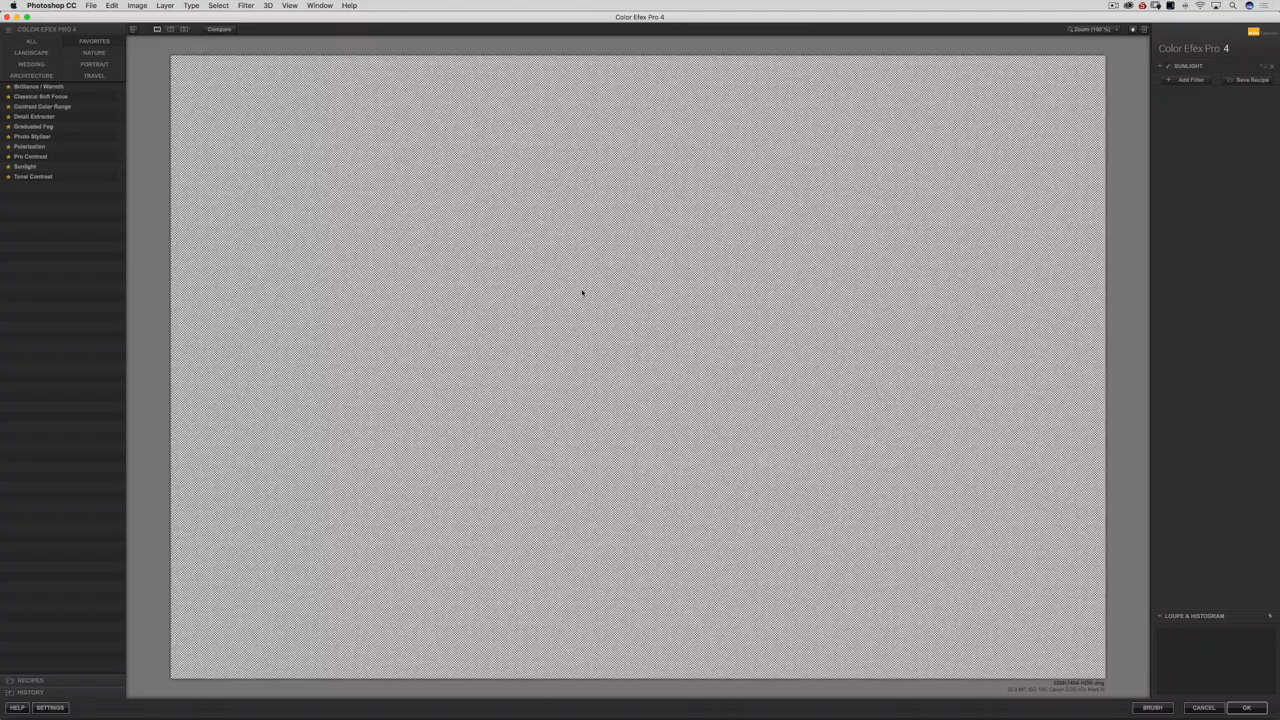 Photoshop CC File Edit Image Layer Type Select Filter 3D View Window Help
Color Efex Pro 4
COLOR EFEX PRO 4
Compare
Zoom (100 %)
ALL FAVORITES
LANDSCAPE NATURE
WEDDING PORTRAIT
ARCHITECTURE TRAVEL
Brilliance / Warmth
Classical Soft Focus
Contrast Color Range
Detail Extractor
Graduated Fog
Photo Stylizer
Polarization
Pro Contrast
Sunlight
Tonal Contrast
Color Efex Pro 4
SUNLIGHT
Add Filter Save Recipe
LOUPE & HISTOGRAM
RECIPES
HISTORY
HELP SETTINGS
BRUSH CANCEL OK